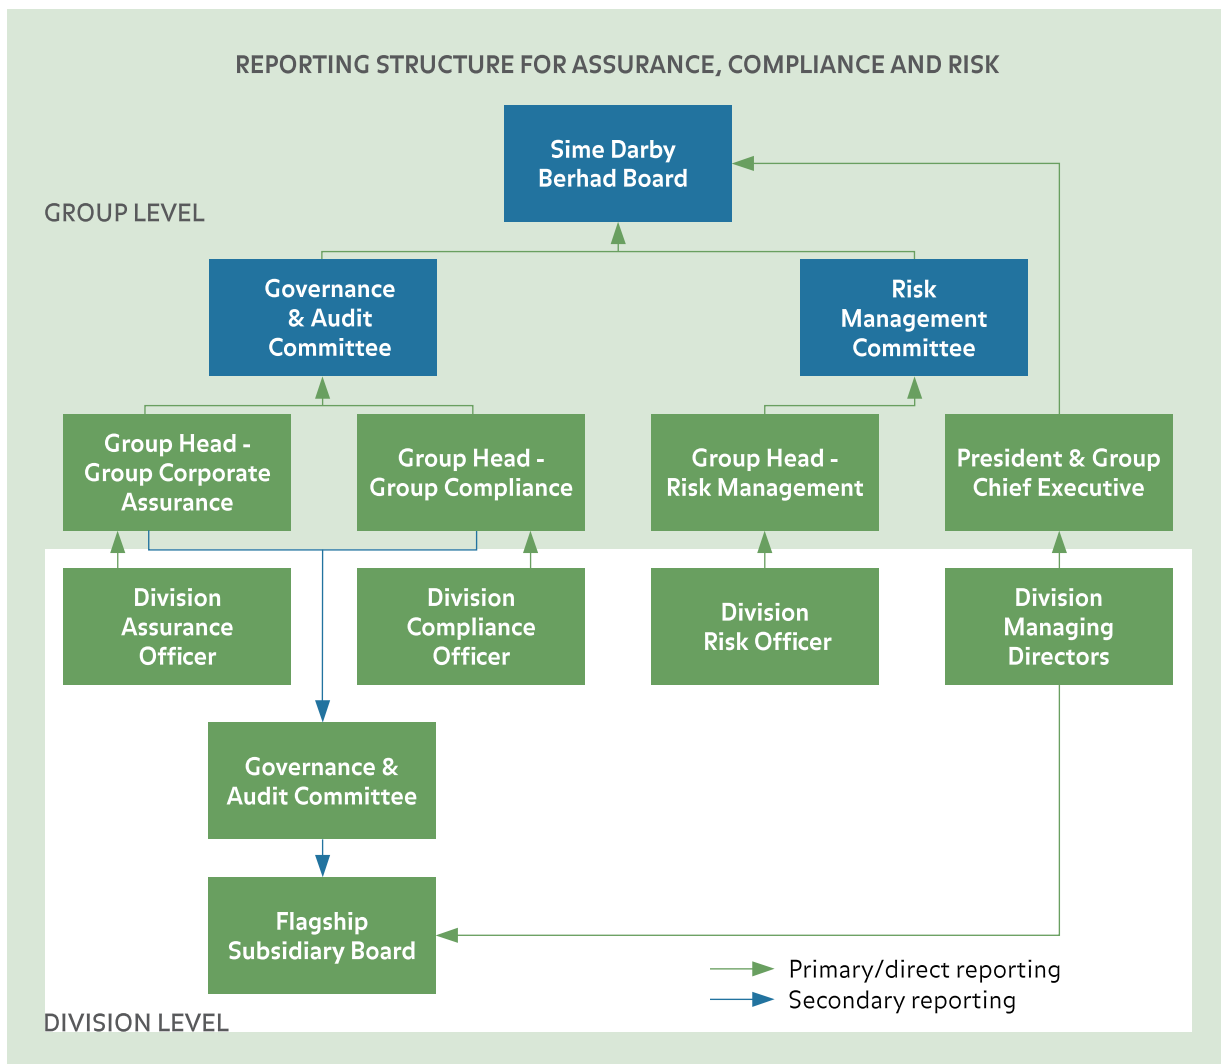 REPORTING STRUCTURE FOR ASSURANCE, COMPLIANCE AND RISK
Sime Darby
Berhad Board
GROUP LEVEL
Governance
& Audit
Committee
Risk
Management
Committee
Group Head -
Group Corporate
Assurance
Group Head -
Group Compliance
Group Head -
Risk Management
President & Group
Chief Executive
Division
Assurance
Officer
Division
Compliance
Officer
Division
Risk Officer
Division
Managing
Directors
Governance &
Audit Committee
Flagship
Subsidiary Board
Primary/direct reporting
Secondary reporting
DIVISION LEVEL